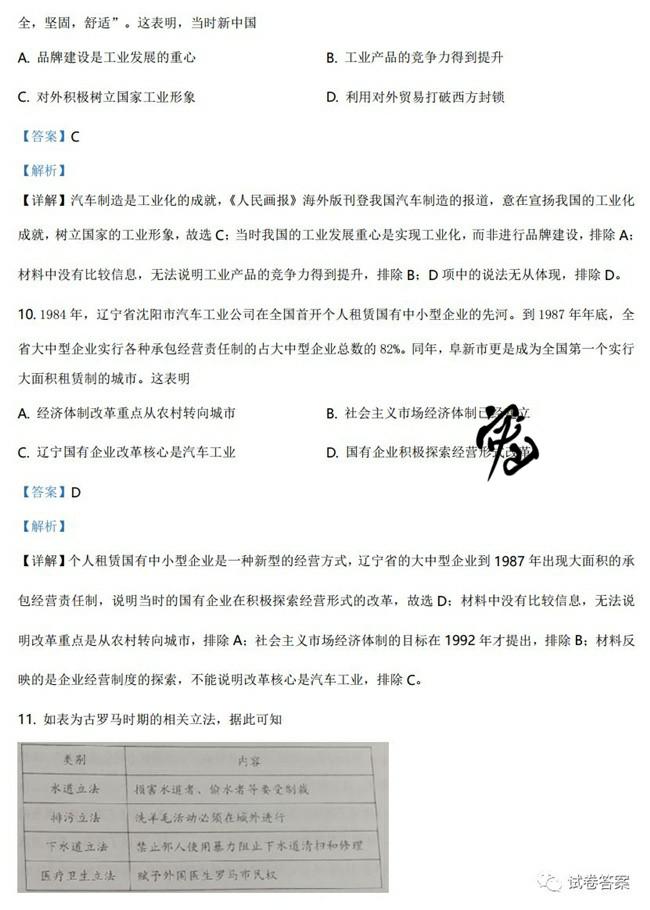 全，坚固，舒适”。这表明，当时新中国
A. 品牌建设是工业发展的重心
B. 工业产品的竞争力得到提升
C. 对外积极树立国家工业形象
D. 利用对外贸易打破西方封锁
【答案】C
【解析】
【详解】汽车制造是工业化的成就，《人民画报》海外版刊登我国汽车制造的报道，意在宣扬我国的工业化
成就，树立国家的工业形象，故选 C；当时我国的工业发展重心是实现工业化，而非进行品牌建设，排除 A；
材料中没有比较信息，无法说明工业产品的竞争力得到提升，排除 B；D 项中的说法无从体现，排除 D。
10. 1984 年，辽宁省沈阳市汽车工业公司在全国首开个人租赁国有中小型企业的先河。到 1987 年年底，全
省大中型企业实行各种承包经营责任制的占大中型企业总数的 82%。同年，阜新市更是成为全国第一个实行
大面积租赁制的城市。这表明
A. 经济体制改革重点从农村转向城市
B. 社会主义市场经济体制已经建立
C. 辽宁国有企业改革核心是汽车工业
D. 国有企业积极探索经营形式改革
【答案】D
【解析】
【详解】个人租赁国有中小型企业是一种新型的经营方式，辽宁省的大中型企业到 1987 年出现大面积的承
包经营责任制，说明当时的国有企业在积极探索经营形式的改革，故选 D；材料中没有比较信息，无法说
明改革重点是从农村转向城市，排除 A；社会主义市场经济体制的目标在 1992 年才提出，排除 B；材料反
映的是企业经营制度的探索，不能说明改革核心是汽车工业，排除 C。
11. 如表为古罗马时期的相关立法，据此可知
类别 内容
水道立法 损害水道者、偷水者等要受制裁
排污立法 洗羊毛活动必须在城外进行
下水道立法 禁止邻人使用暴力阻止下水道清扫和修理
医疗卫生立法 赋予外国医生罗马市民权
试卷答案